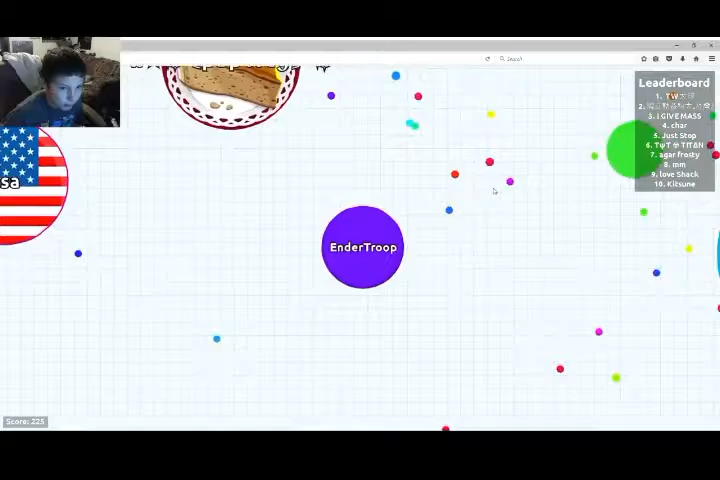 Search
Leaderboard
3. I GIVE MASS
4. char
5. Just Stop
7. agar frosty
8. mm
9. love Shack
10. Kitsune
sa
EnderTroop
Score: 225